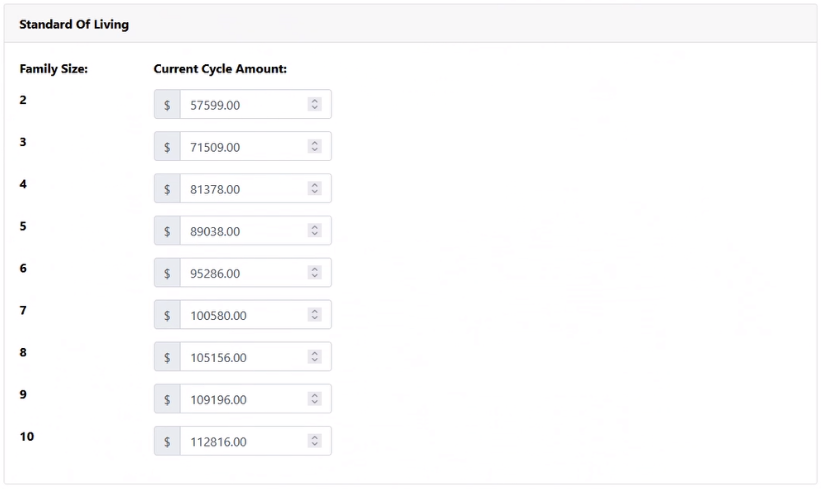 Standard Of Living
Family Size: Current Cycle Amount:
2 $ 57599.00
3 $ 71509.00
4 $ 81378.00
5 $ 89038.00
6 $ 95286.00
7 $ 100580.00
8 $ 105156.00
9 $ 109196.00
10 $ 112816.00